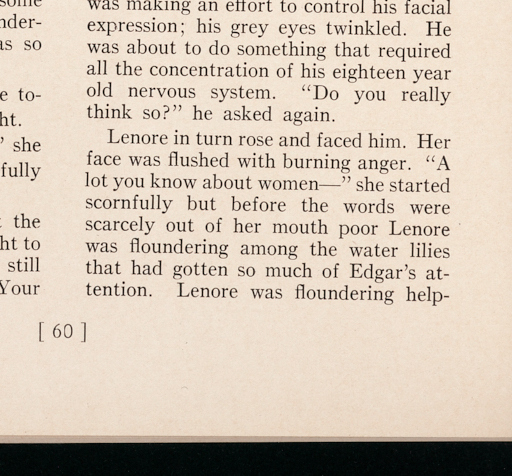 some
nder-
as so
e to-
ht.
” she
fully
the
ht to
still
Your
was making an effort to control his facial
expression; his grey eyes twinkled. He
was about to do something that required
all the concentration of his eighteen year
old nervous system. “Do you really
think so?” he asked again.
Lenore in turn rose and faced him. Her
face was flushed with burning anger. “A
lot you know about women—” she started
scornfully but before the words were
scarcely out of her mouth poor Lenore
was floundering among the water lilies
that had gotten so much of Edgar’s at-
tention. Lenore was floundering help-
[ 60 ]